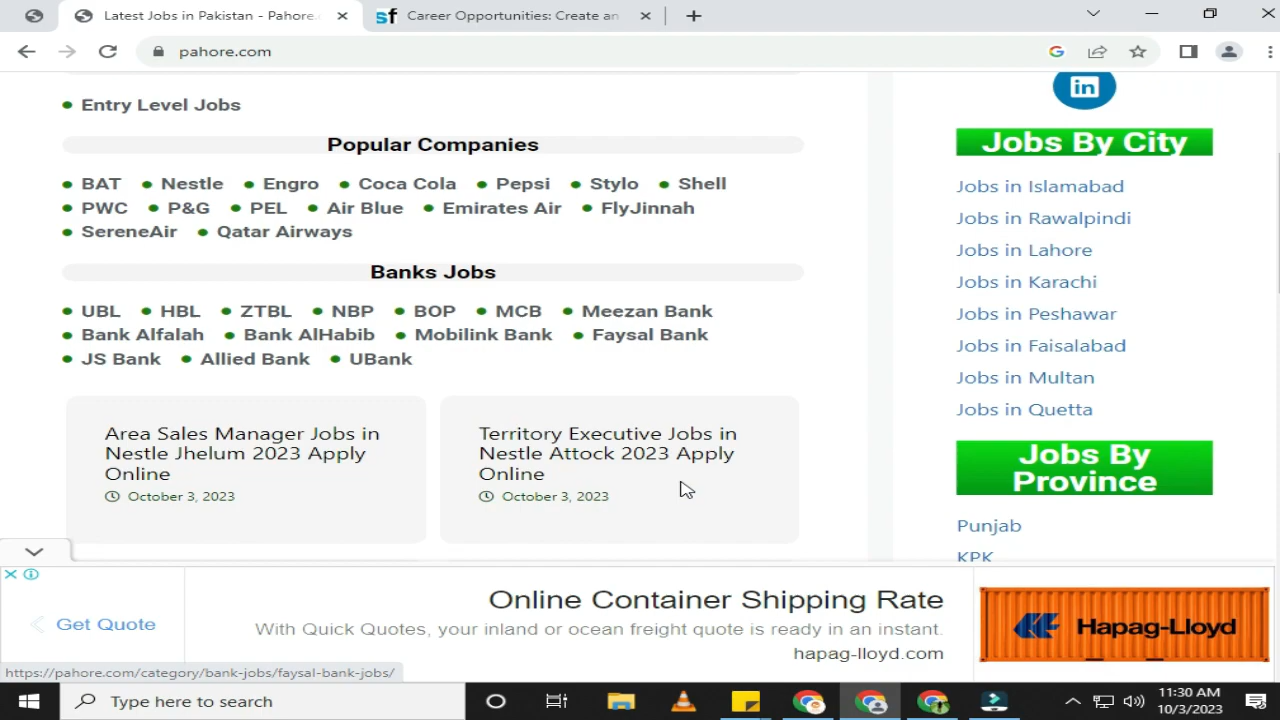 Latest Jobs in Pakistan - Pahore.
Career Opportunities: Create an
pahore.com
Entry Level Jobs
Popular Companies
BAT Nestle Engro Coca Cola Pepsi Stylo Shell
PWC P&G PEL Air Blue Emirates Air FlyJinnah
SereneAir Qatar Airways
Banks Jobs
UBL HBL ZTBL NBP BOP MCB Meezan Bank
Bank Alfalah Bank AlHabib Mobilink Bank Faysal Bank
JS Bank Allied Bank UBank
Area Sales Manager Jobs in
Nestle Jhelum 2023 Apply
Online
October 3, 2023
Territory Executive Jobs in
Nestle Attock 2023 Apply
Online
October 3, 2023
in
Jobs By City
Jobs in Islamabad
Jobs in Rawalpindi
Jobs in Lahore
Jobs in Karachi
Jobs in Peshawar
Jobs in Faisalabad
Jobs in Multan
Jobs in Quetta
Jobs By
Province
Punjab
KPK
Get Quote
Online Container Shipping Rate
With Quick Quotes, your inland or ocean freight quote is ready in an instant.
hapag-lloyd.com
Hapag-Lloyd
https://pahore.com/category/bank-jobs/faysal-bank-jobs/
Type here to search
11:30 AM
10/3/2023